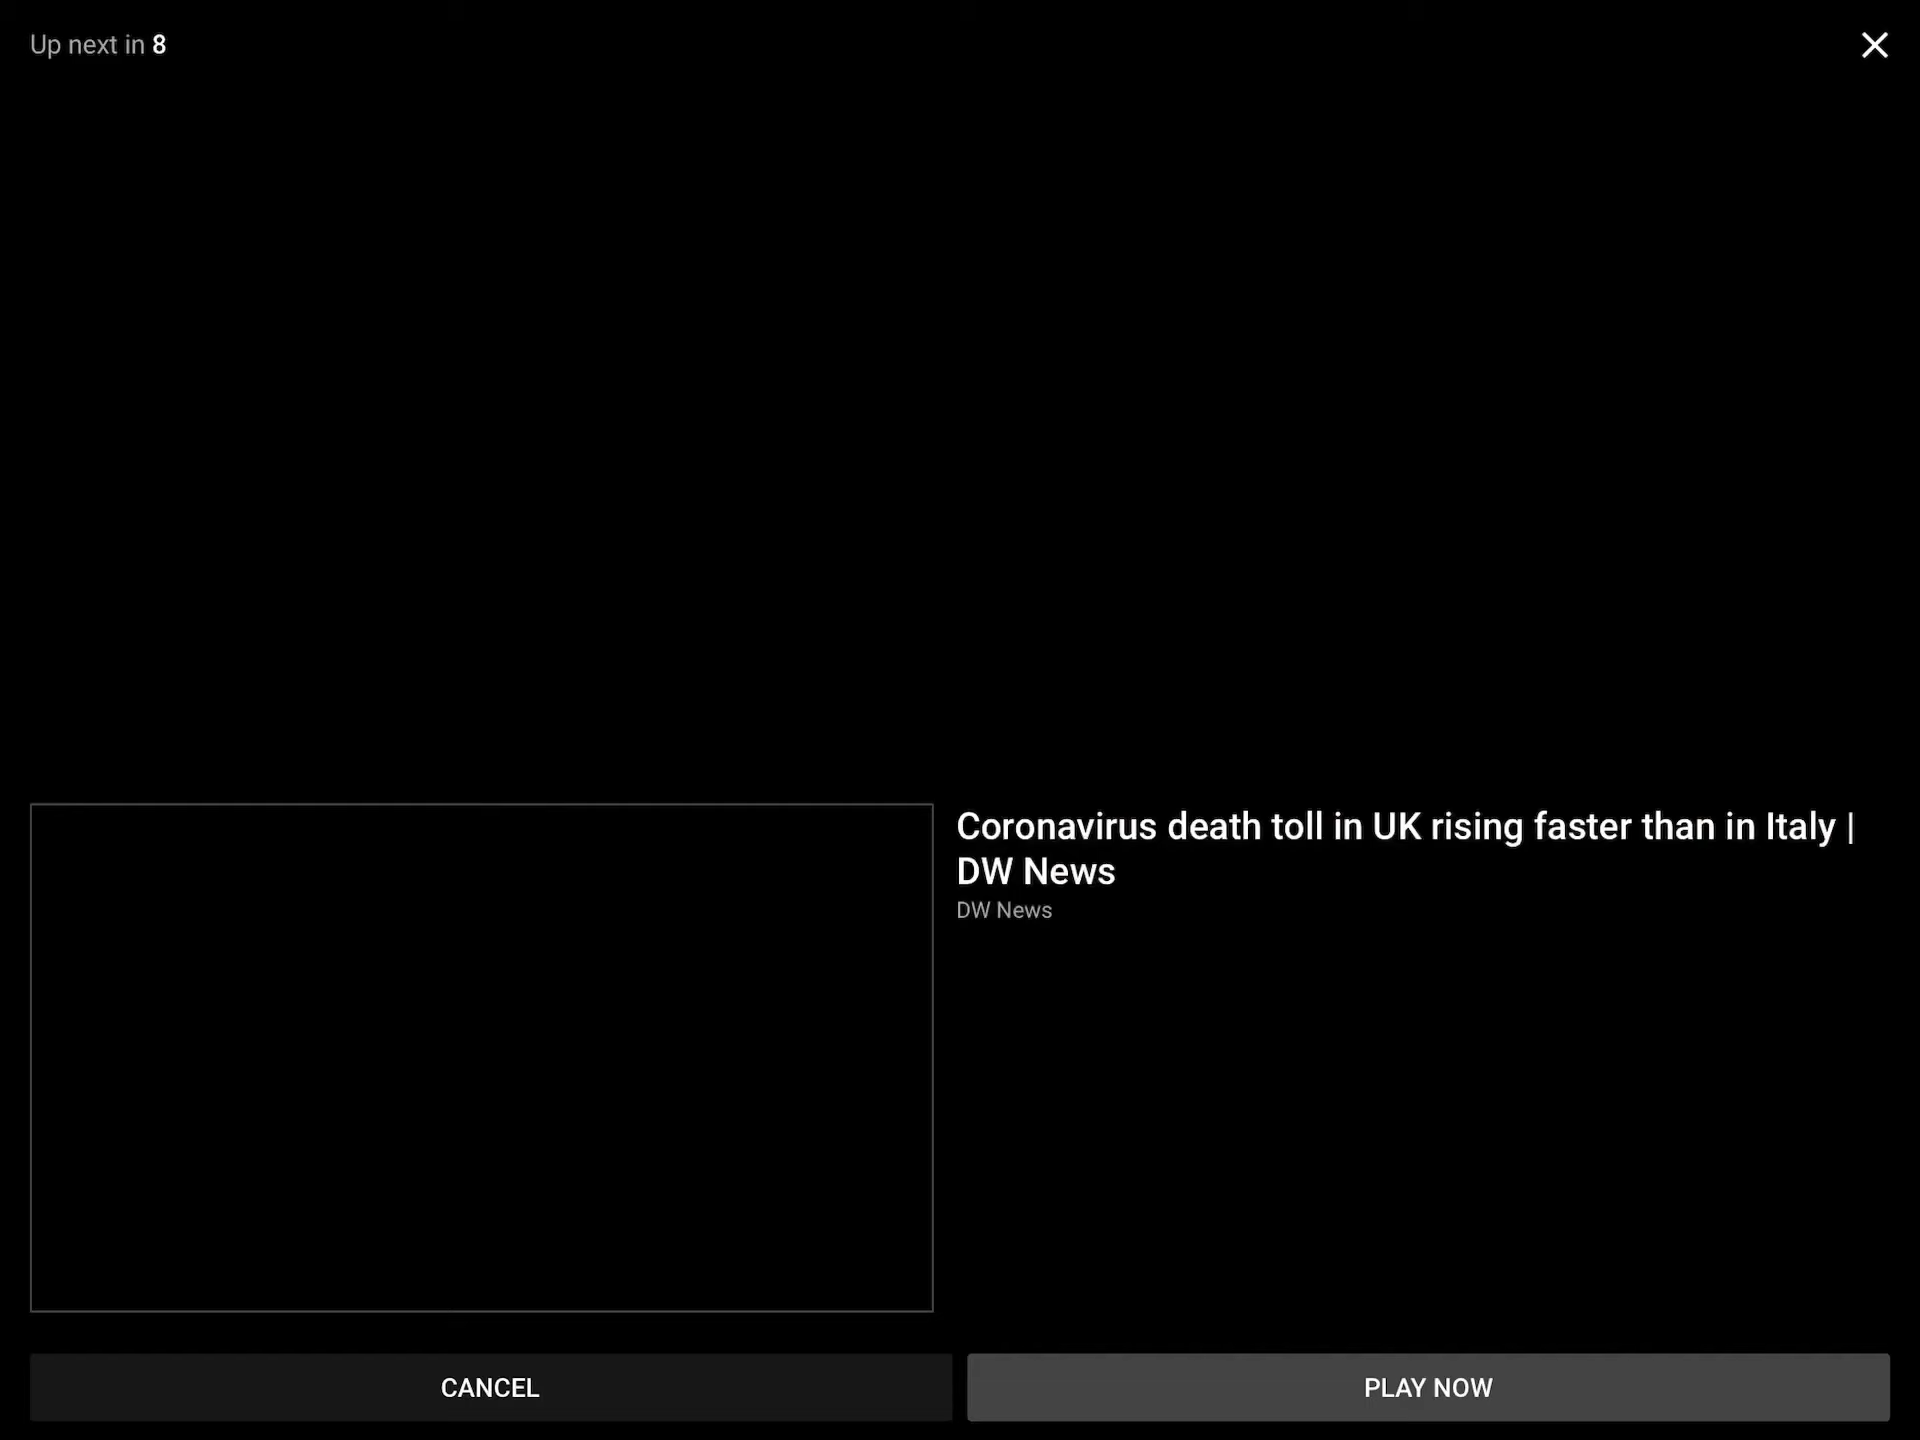 Up next in 8
Coronavirus death toll in UK rising faster than in Italy |
DW News
DW News
CANCEL
PLAY NOW